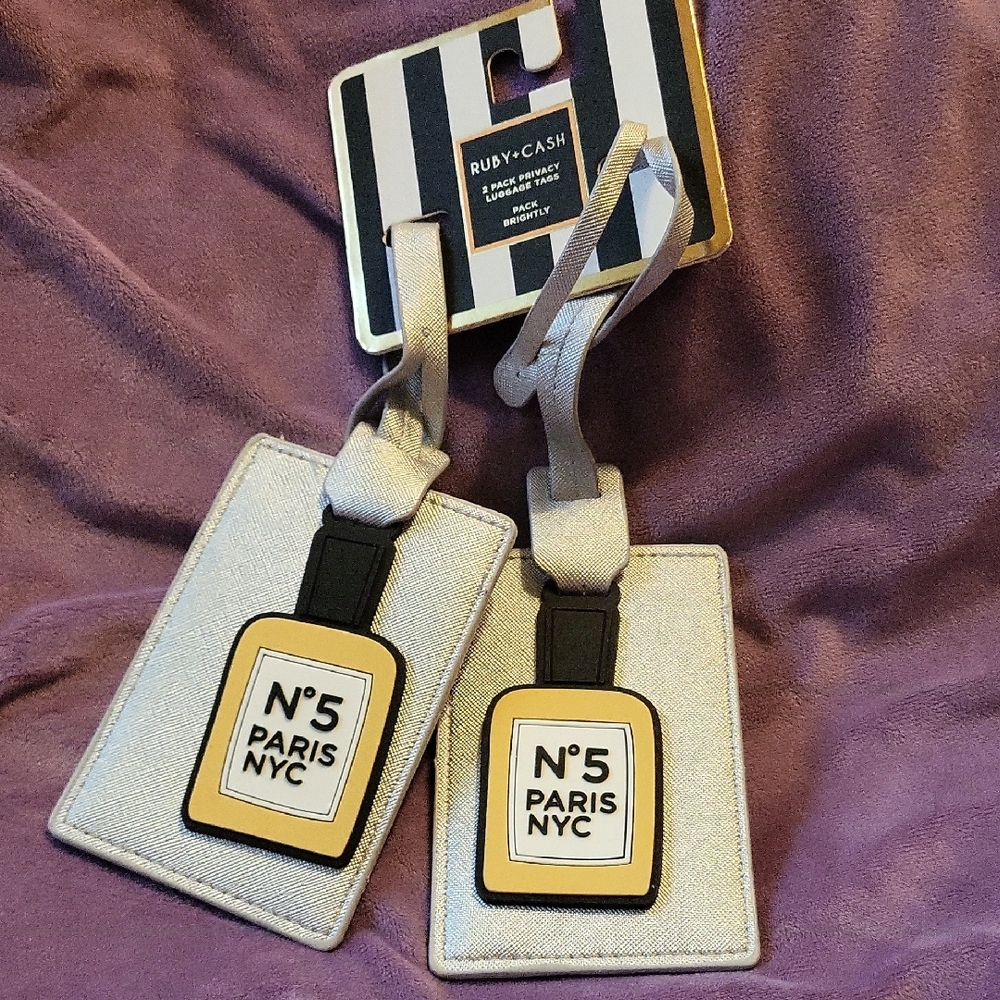 RUBY+CASH
2 PACK PRIVACY
LUGGAGE TAGS
PACK
BRIGHTLY
N°5
PARIS
NYC
N°5
PARIS
NYC